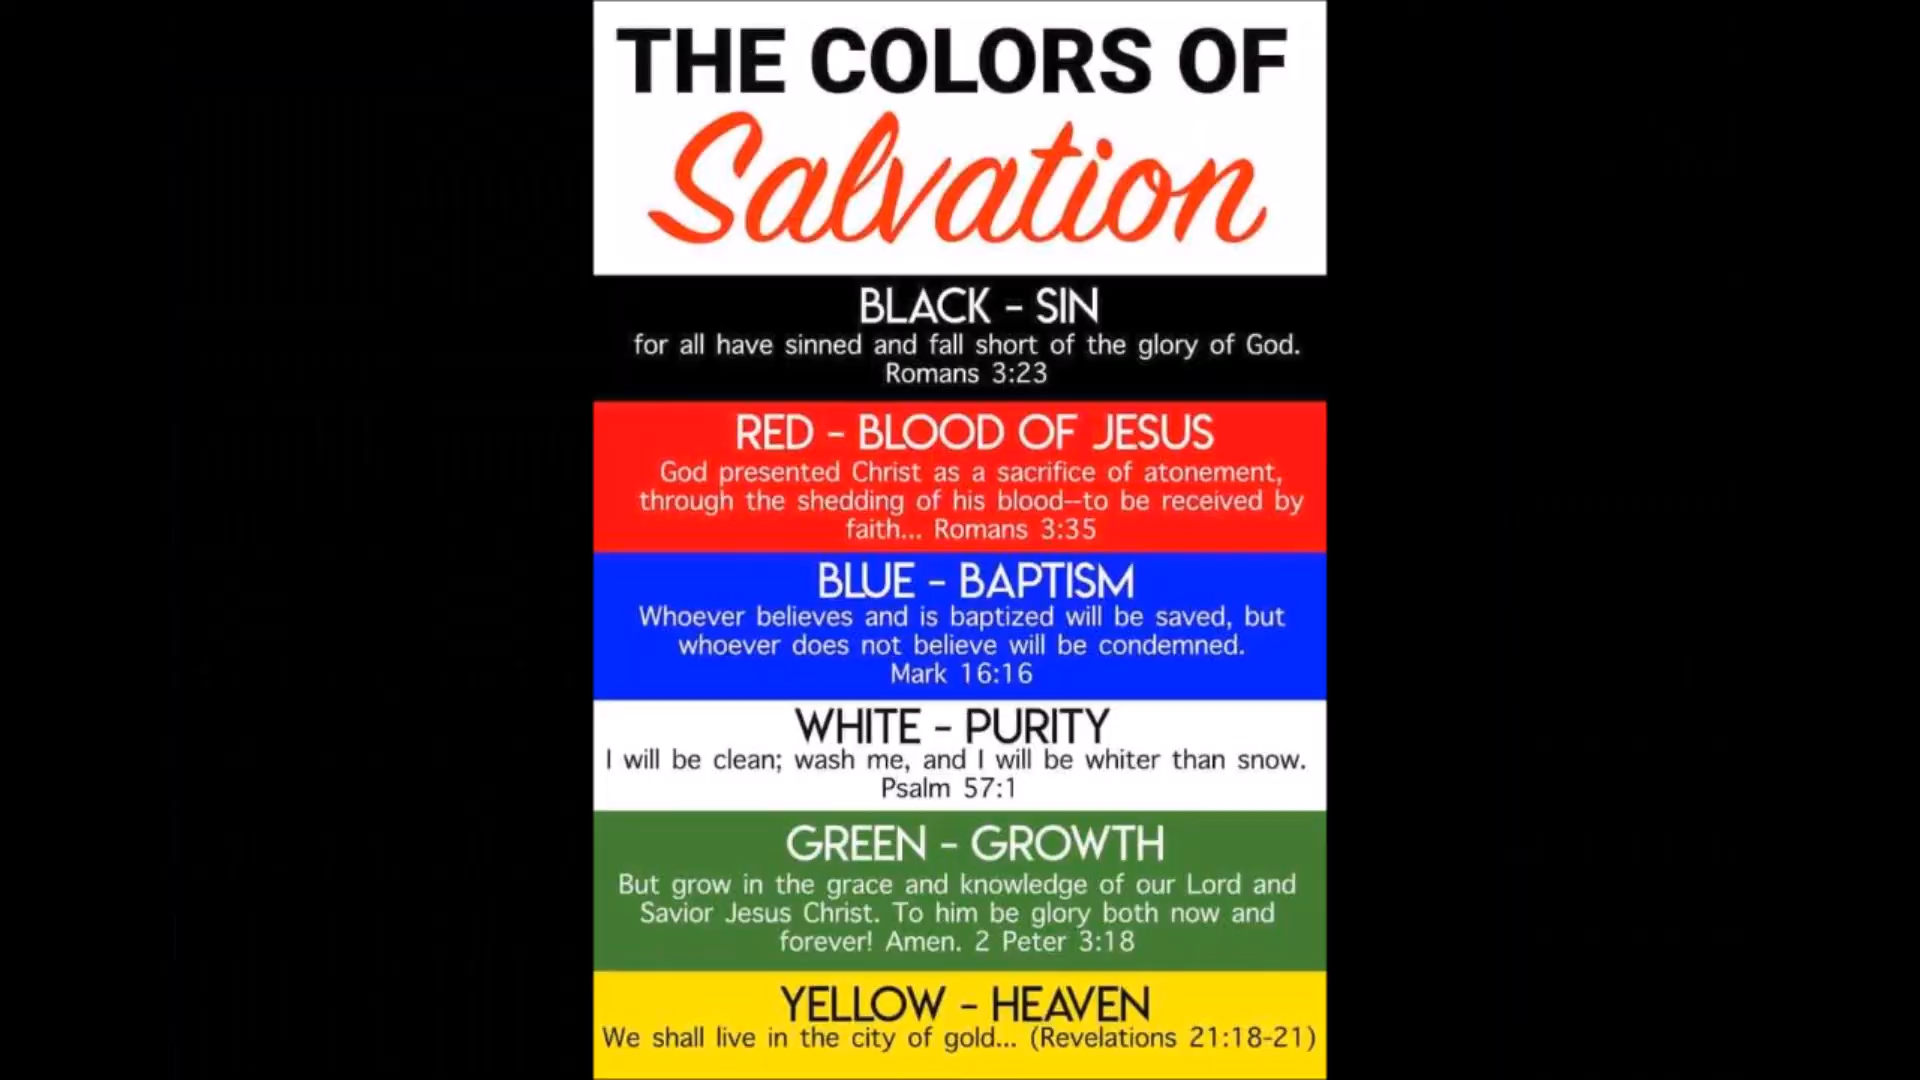 THE COLORS OF
Salvation
BLACK - SIN
for all have sinned and fall short of the glory of God.
Romans 3:23
RED - BLOOD OF JESUS
God presented Christ as a sacrifice of atonement,
through the shedding of his blood--to be received by
faith... Romans 3:35
BLUE - BAPTISM
Whoever believes and is baptized will be saved, but
whoever does not believe will be condemned.
Mark 16:16
WHITE - PURITY
I will be clean; wash me, and I will be whiter than snow.
Psalm 57:1
GREEN - GROWTH
But grow in the grace and knowledge of our Lord and
Savior Jesus Christ. To him be glory both now and
forever! Amen. 2 Peter 3:18
YELLOW - HEAVEN
We shall live in the city of gold... (Revelations 21:18-21)